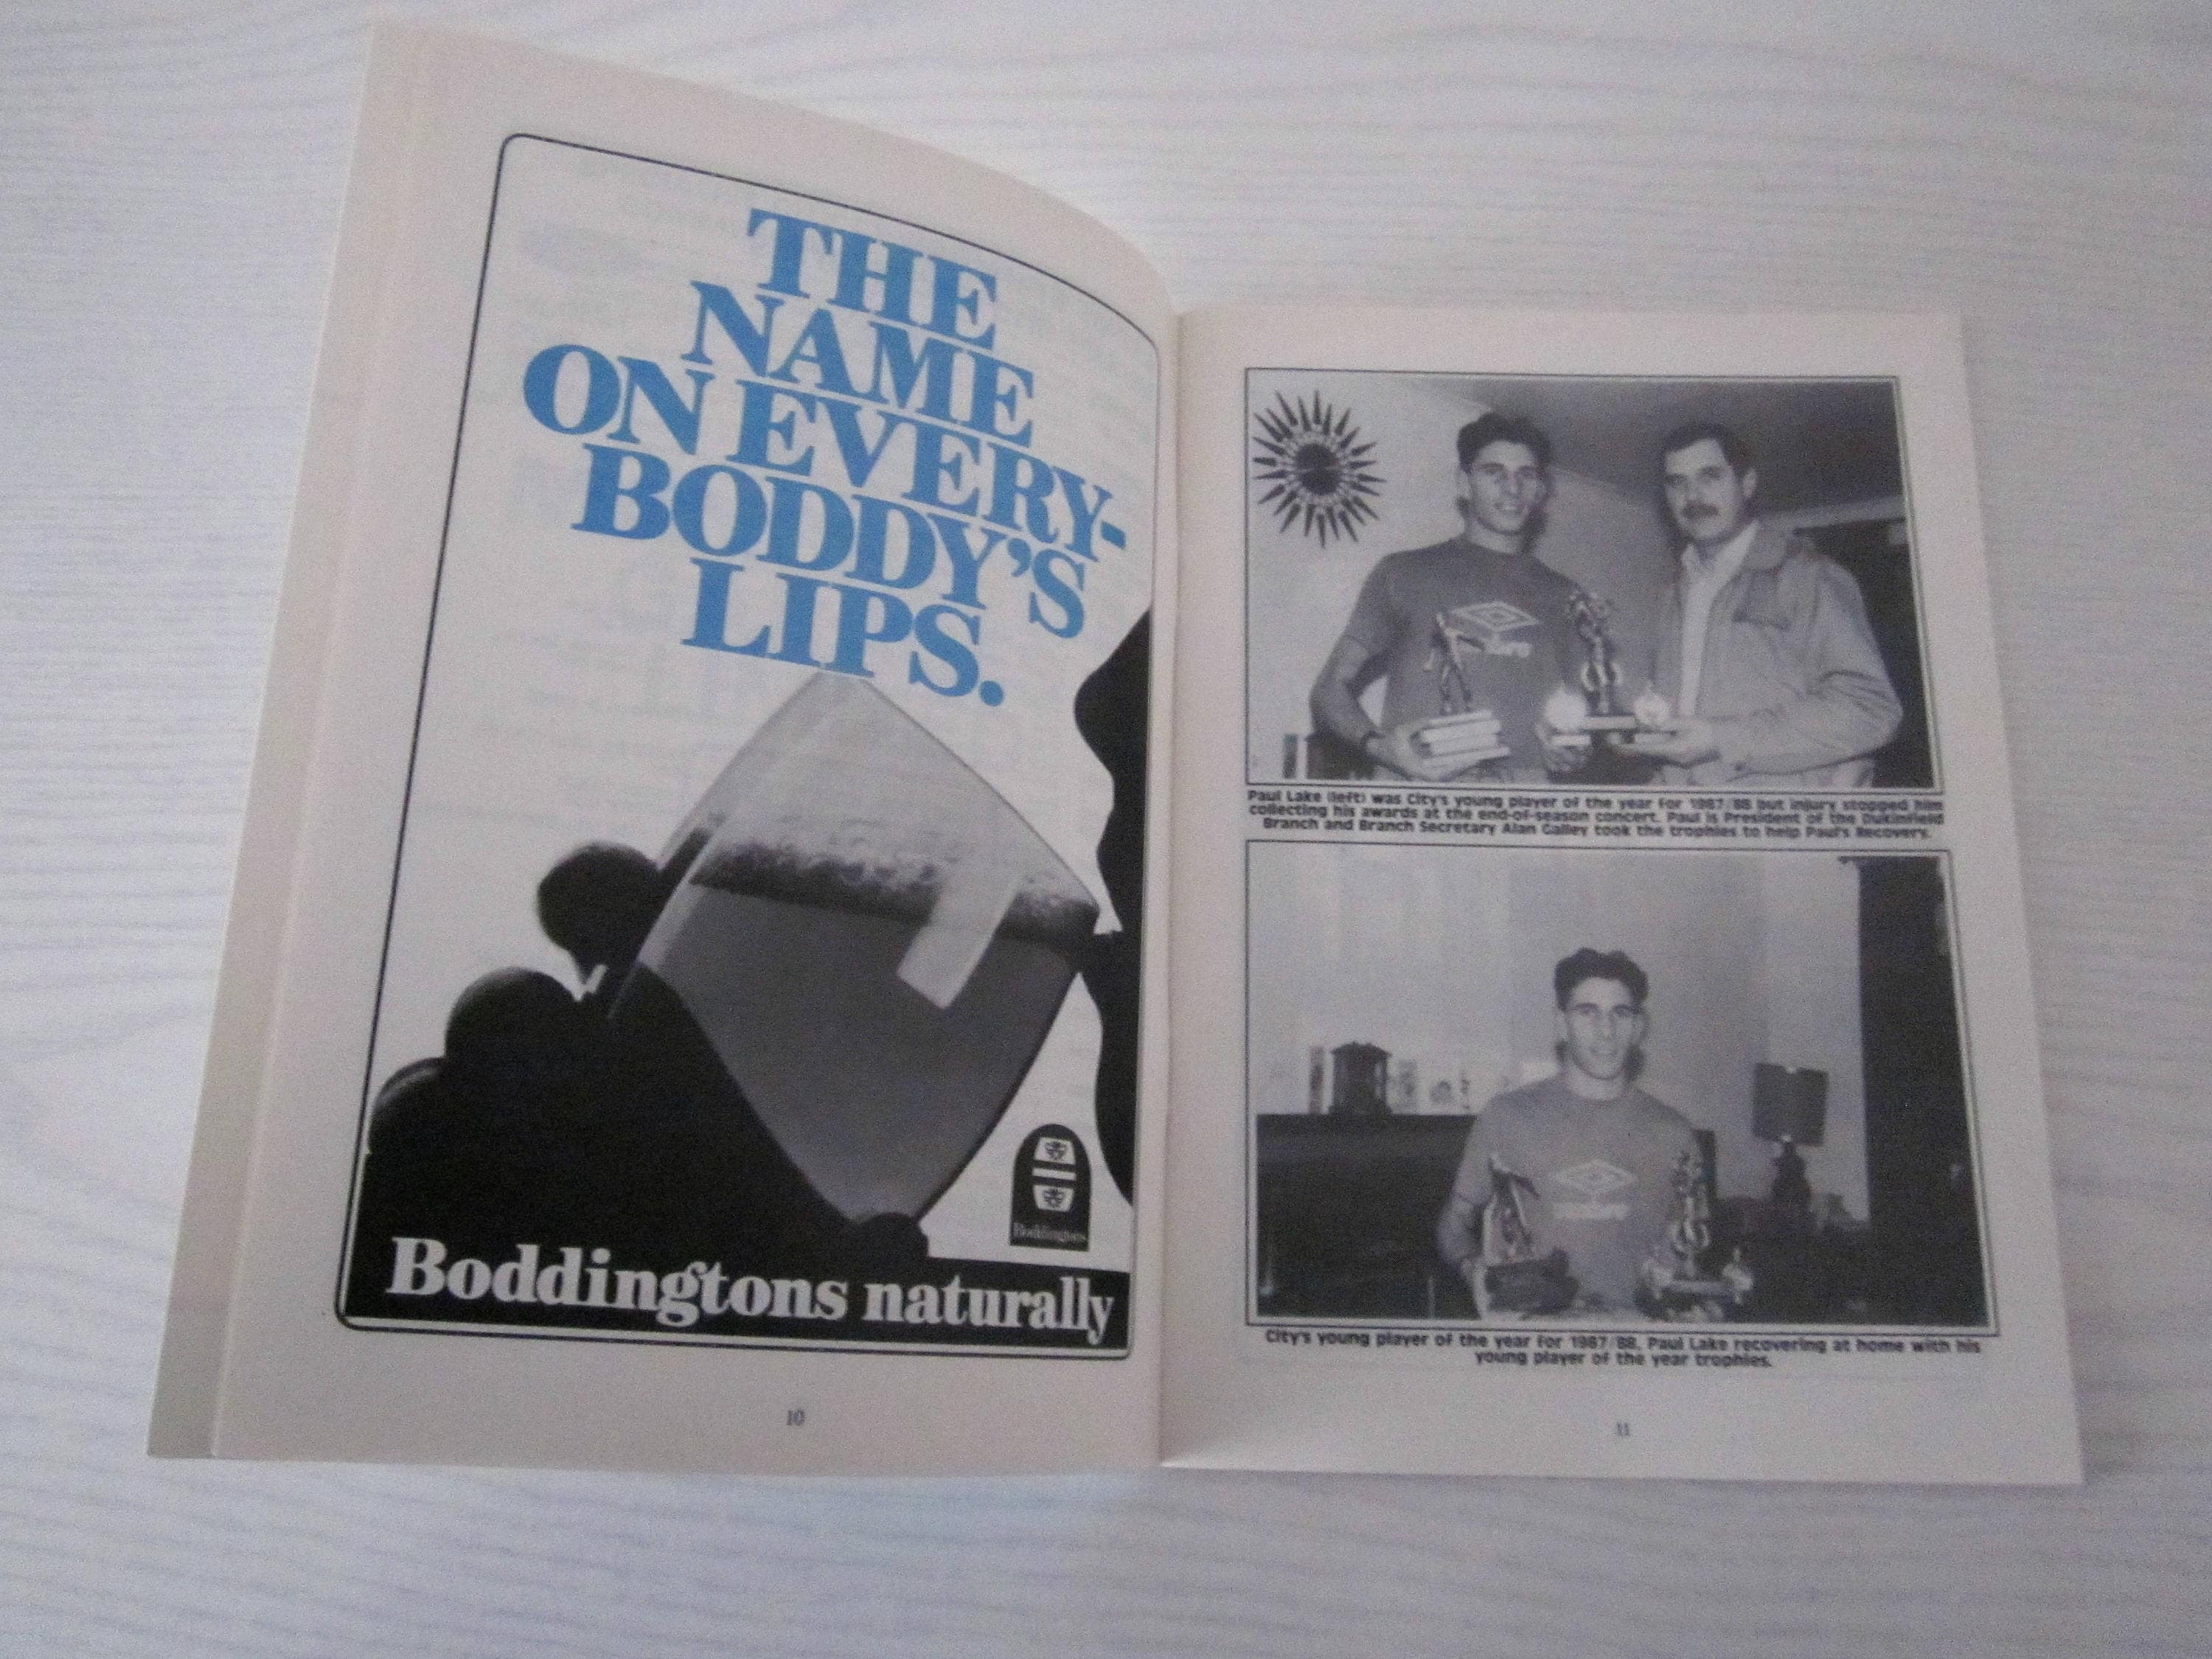 THE
NAME
ON EVERY-
BODDY'S
LIPS.
Boddingtons
Boddingtons naturally
10
Paul Lake (left) was City's young player of the year for 1987/88 but injury stopped him
collecting his awards at the end-of-season concert. Paul is President of the Dukinfield
Branch and Branch Secretary Alan Galley took the trophies to help Paul's Recovery.
City's young player of the year for 1987/88, Paul Lake recovering at home with his
young player of the year trophies.
11